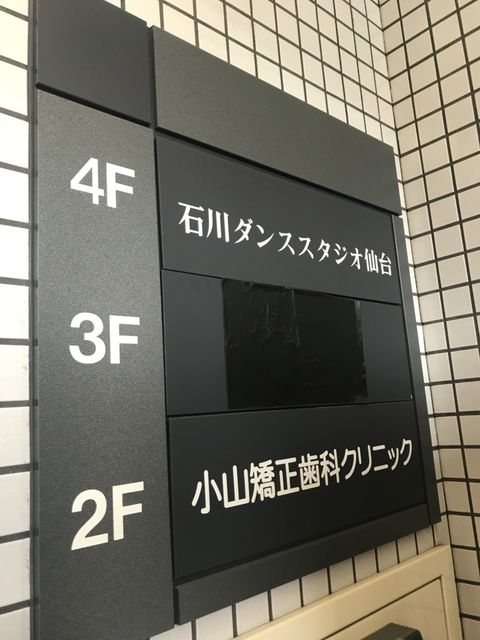 4F
石川ダンススタジオ仙台
3F
2F
小山矯正歯科クリニック